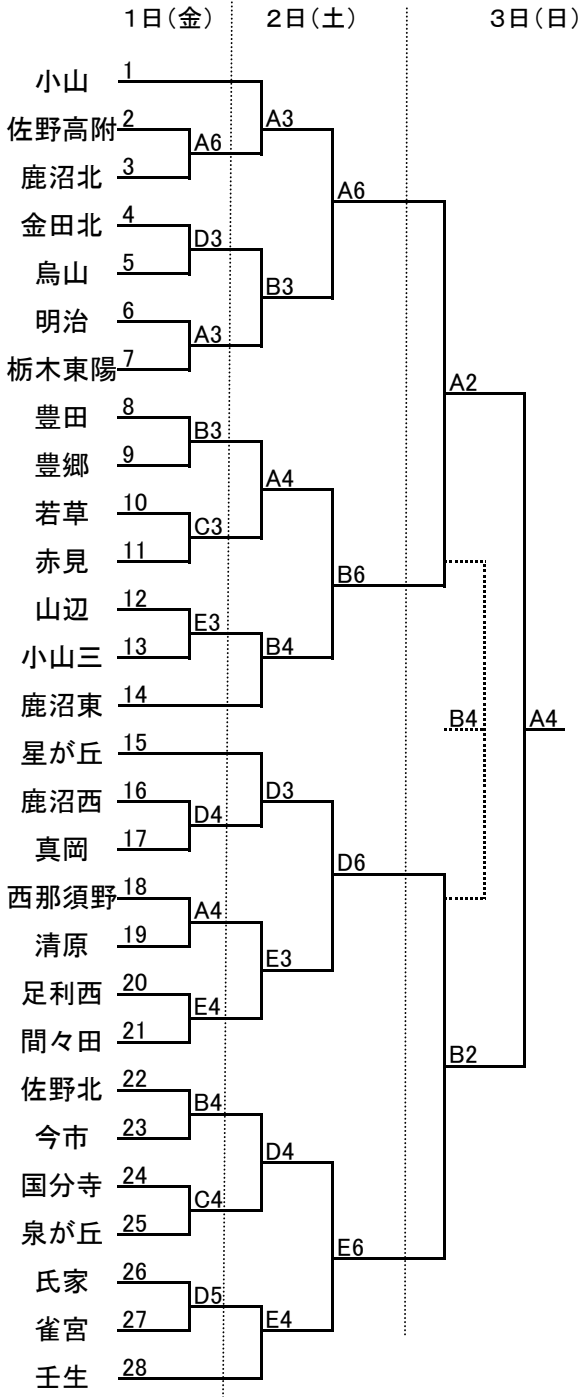 1日(金) 2日(土) 3日(日)
小山 1
A3
佐野高附 2
A6
鹿沼北 3
A6
金田北 4
D3
烏山 5
B3
明治 6
A3
栃木東陽 7
A2
豊田 8
B3
豊郷 9
A4
若草 10
C3
赤見 11
B6
山辺 12
E3
小山三 13
B4
鹿沼東 14
B4 A4
星が丘 15
D3
鹿沼西 16
D4
真岡 17
D6
西那須野 18
A4
清原 19
E3
足利西 20
E4
間々田 21
B2
佐野北 22
B4
今市 23
D4
国分寺 24
C4
泉が丘 25
E6
氏家 26
D5
雀宮 27
E4
壬生 28